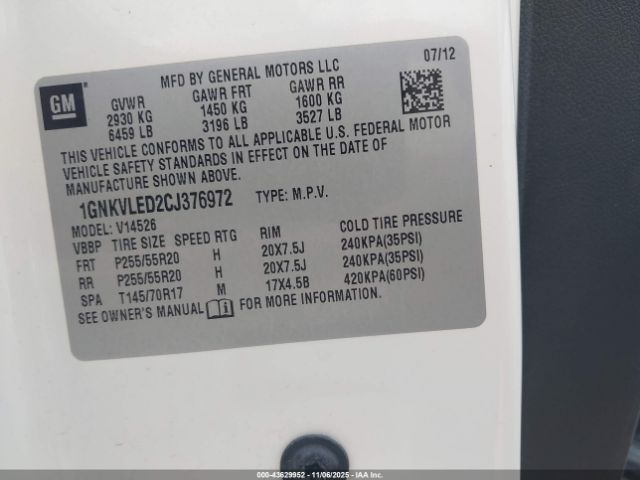 07/12
MFD BY GENERAL MOTORS LLC
GM
GVWR GAWR FRT GAWR RR
2930 KG 1450 KG 1600 KG
6459 LB 3196 LB 3527 LB
THIS VEHICLE CONFORMS TO ALL APPLICABLE U.S. FEDERAL MOTOR
VEHICLE SAFETY STANDARDS IN EFFECT ON THE DATE OF
MANUFACTURE SHOWN ABOVE.
1GNKVLED2CJ376972 TYPE: M.P.V.
MODEL: V14526
VBBP TIRE SIZE SPEED RTG RIM COLD TIRE PRESSURE
FRT P255/55R20 H 20X7.5J 240KPA(35PSI)
RR P255/55R20 H 20X7.5J 240KPA(35PSI)
SPA T145/70R17 M 17X4.5B 420KPA(60PSI)
SEE OWNER'S MANUAL FOR MORE INFORMATION.
000-43629952 - 11/06/2025 - IAAI.com